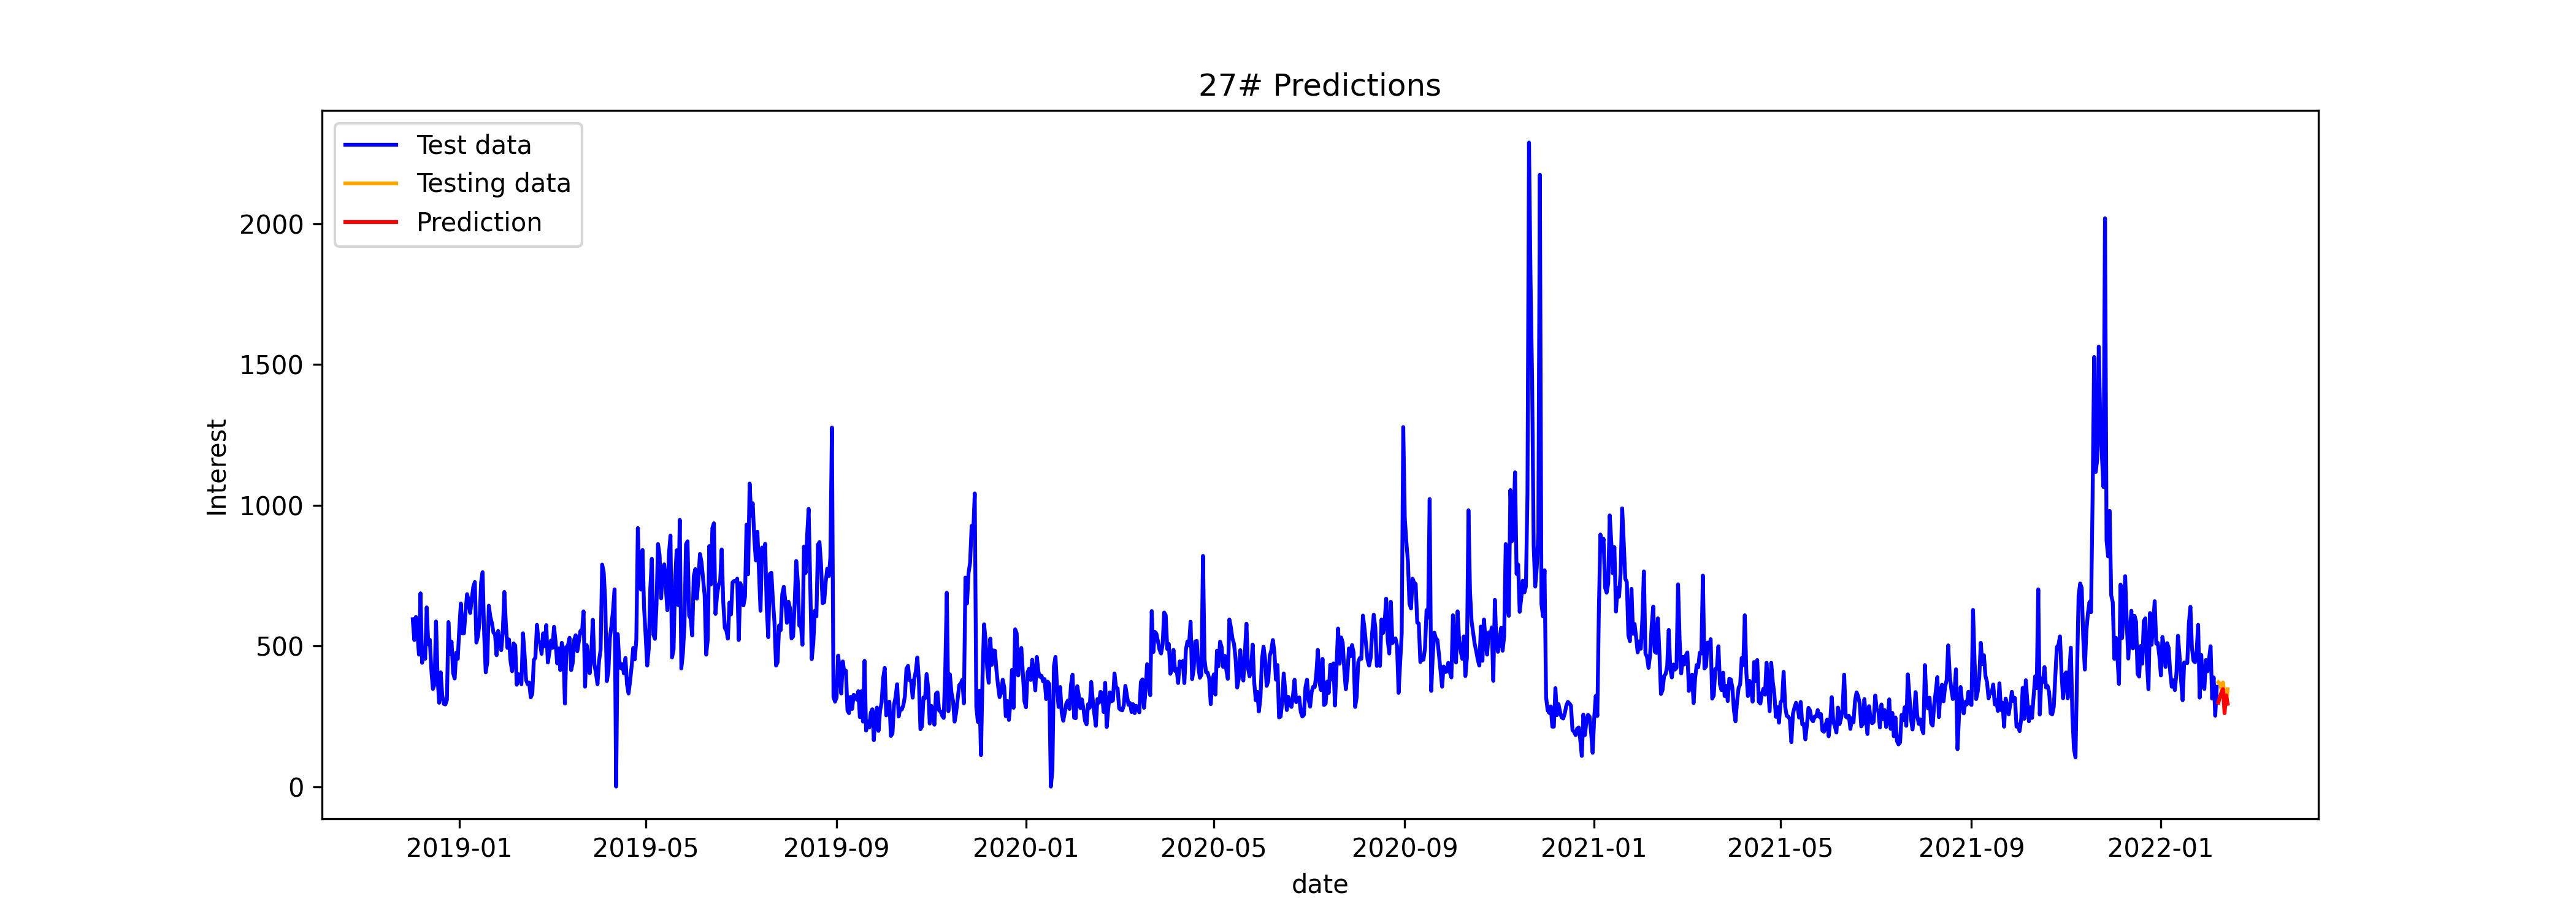 27# Predictions
Test data
Testing data
Prediction
2000
1500
1000
500
0
Interest
2019-01 2019-05 2019-09 2020-01 2020-05 2020-09 2021-01 2021-05 2021-09 2022-01
date